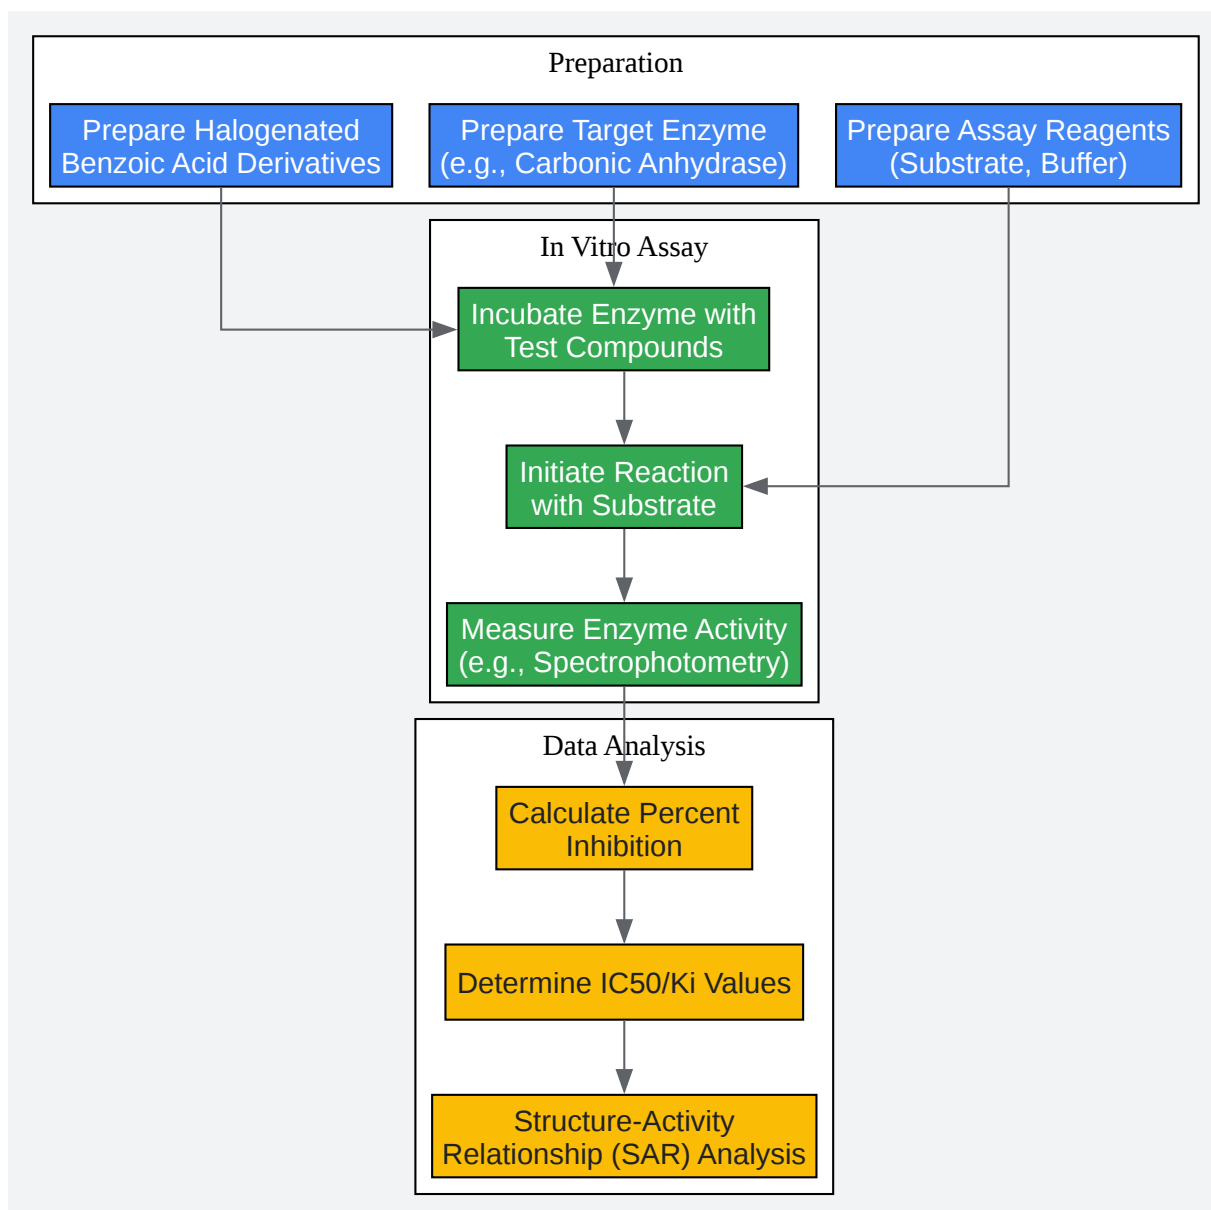 Preparation
Prepare Halogenated
Benzoic Acid Derivatives
Prepare Target Enzyme
(e.g., Carbonic Anhydrase)
Prepare Assay Reagents
(Substrate, Buffer)
In Vitro Assay
Incubate Enzyme with
Test Compounds
Initiate Reaction
with Substrate
Measure Enzyme Activity
(e.g., Spectrophotometry)
Data Analysis
Calculate Percent
Inhibition
Determine IC50/Ki Values
Structure-Activity
Relationship (SAR) Analysis